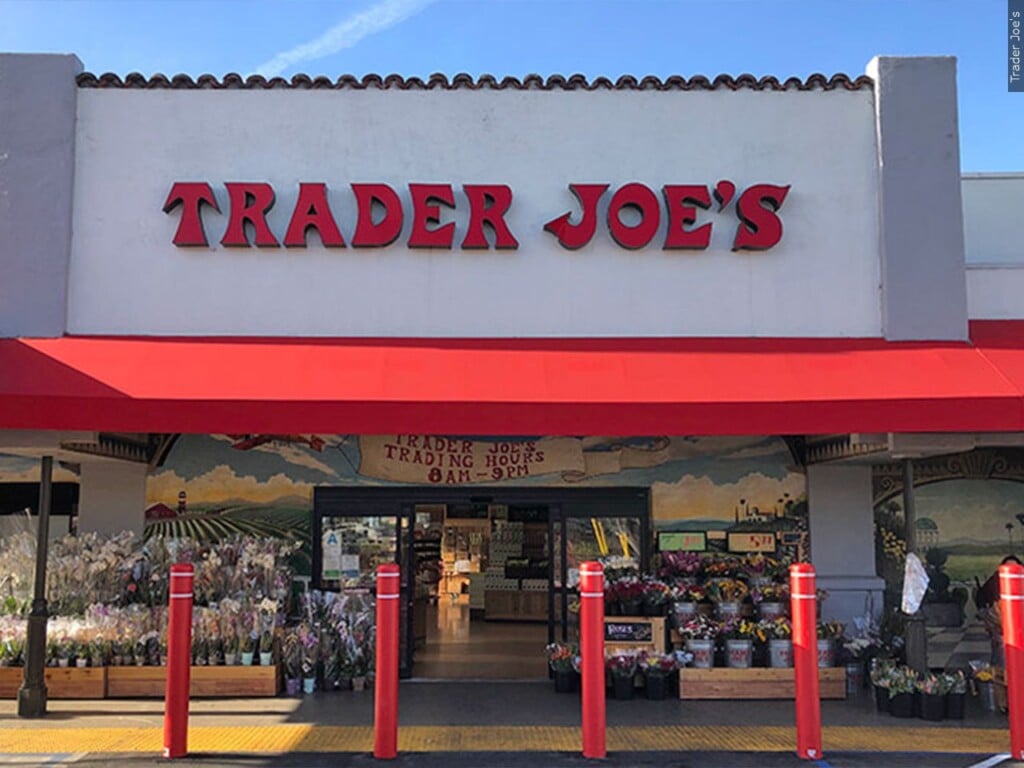 TRADER JOE'S
TRADER JOE'S
TRADING HOURS
8AM - 9PM
Trader Joe's